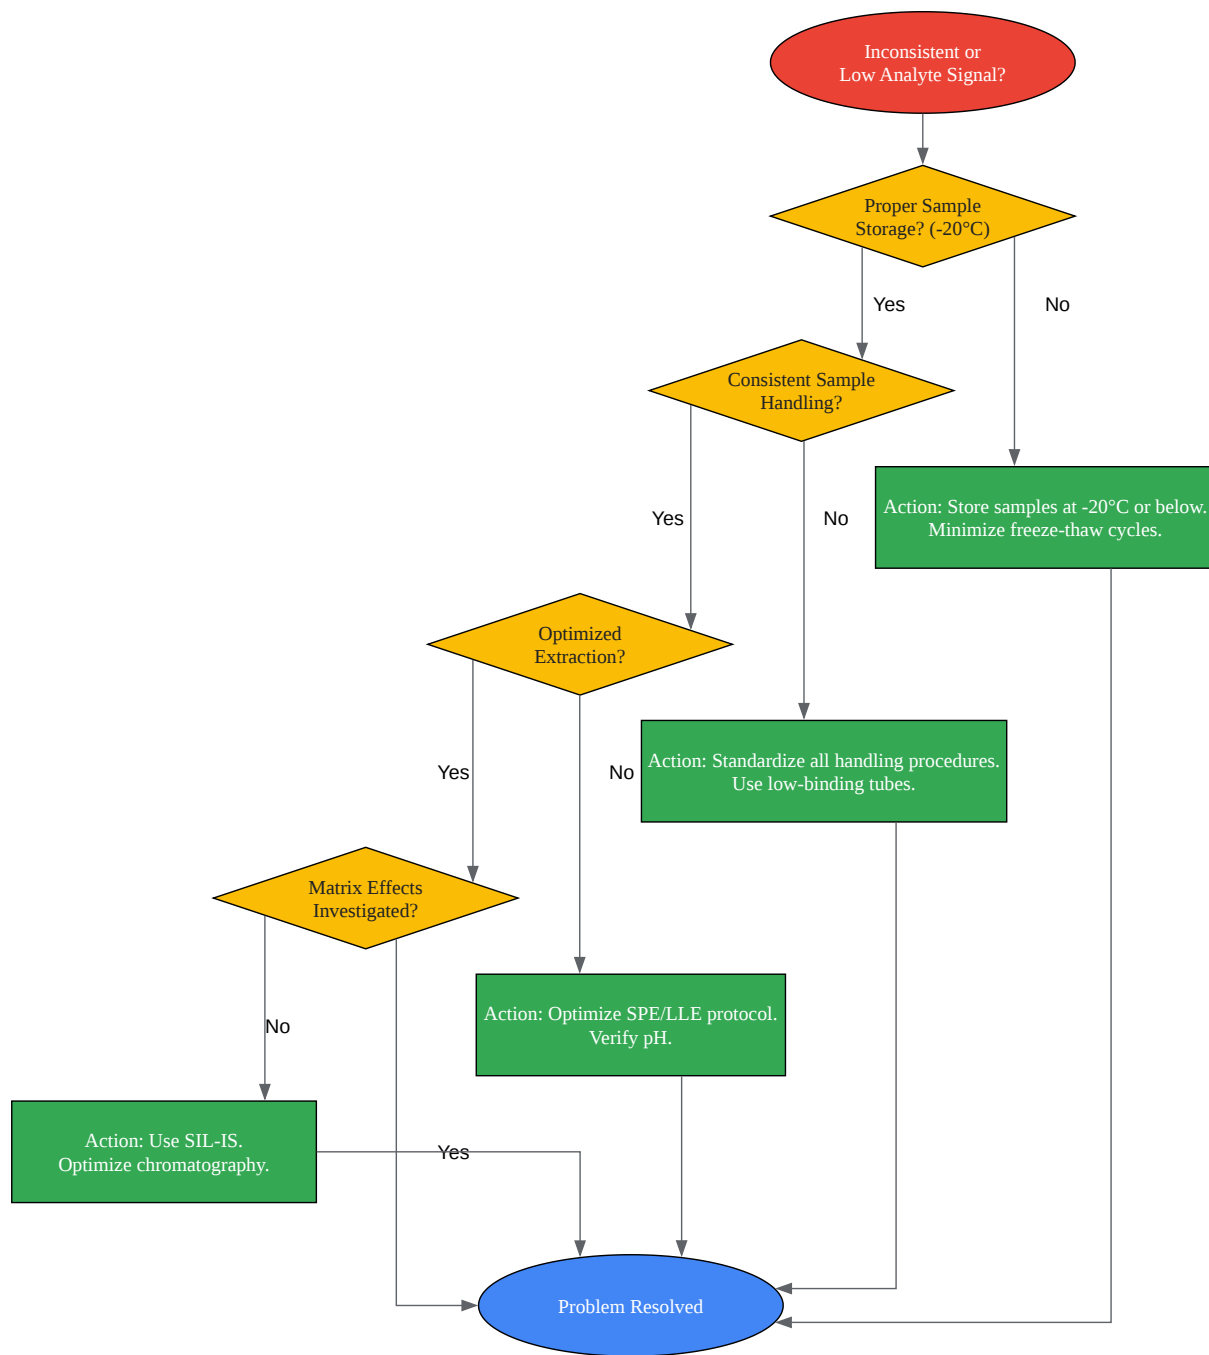 Inconsistent or
Low Analyte Signal?
Proper Sample
Storage? (-20°C)
Yes
No
Consistent Sample
Handling?
Yes
No
Action: Store samples at -20°C or below.
Minimize freeze-thaw cycles.
Optimized
Extraction?
Yes
No
Action: Standardize all handling procedures.
Use low-binding tubes.
Matrix Effects
Investigated?
No
Action: Optimize SPE/LLE protocol.
Verify pH.
Action: Use SIL-IS.
Optimize chromatography.
Yes
Problem Resolved